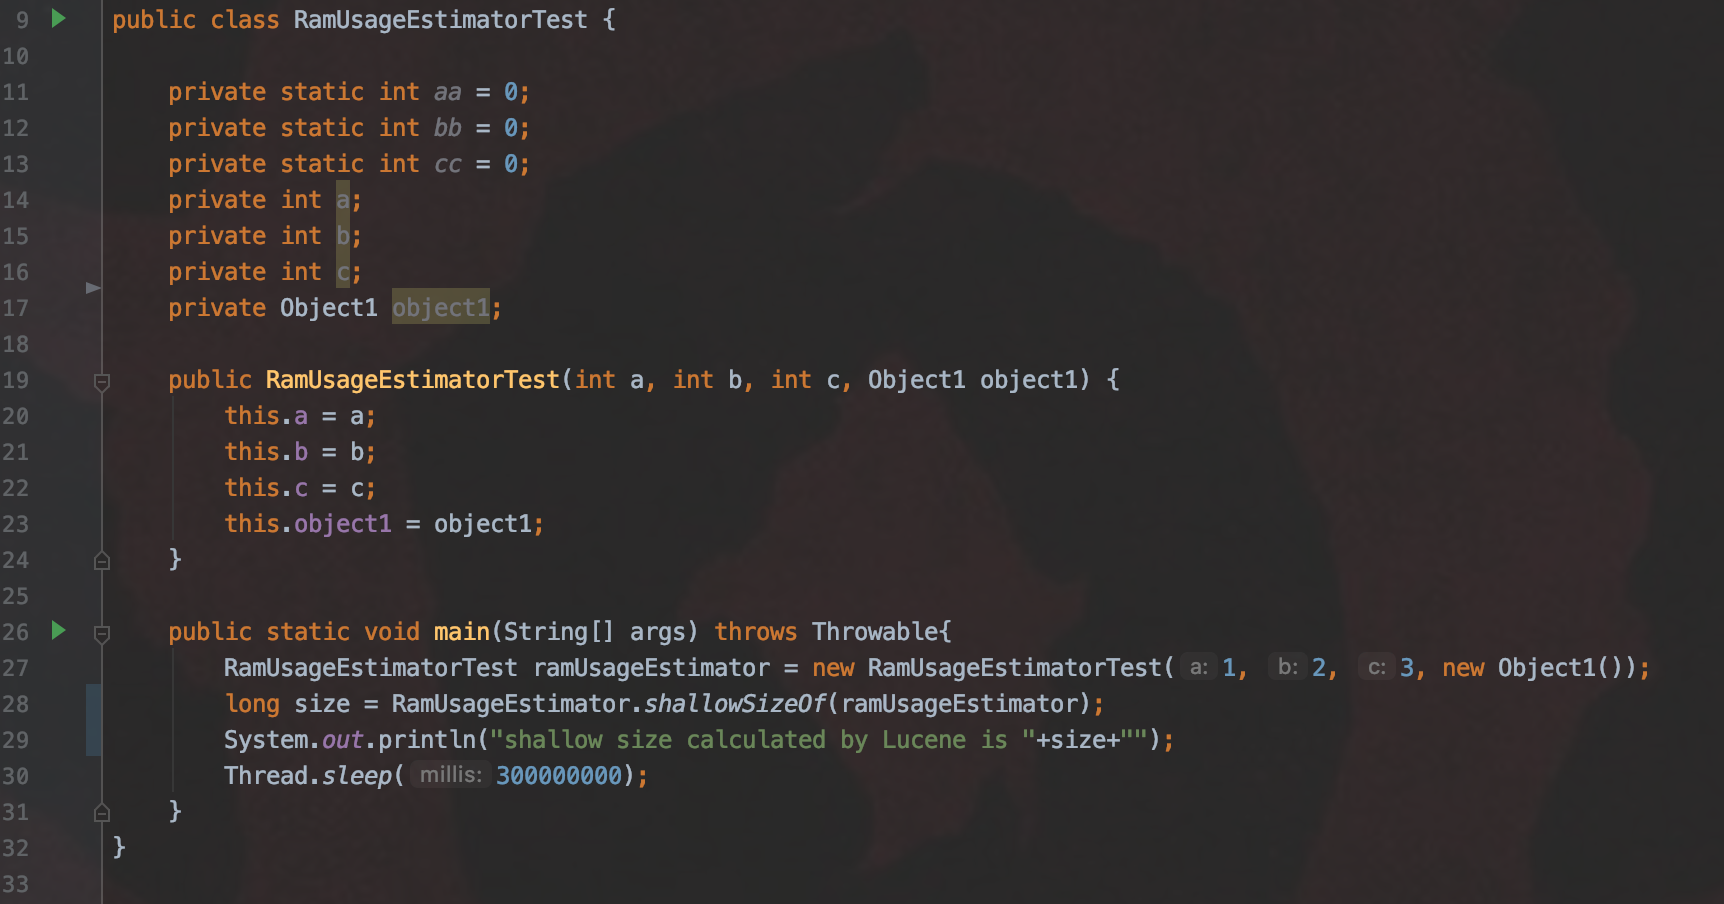 9 public class RamUsageEstimatorTest {
10
11 private static int aa = 0;
12 private static int bb = 0;
13 private static int cc = 0;
14 private int a;
15 private int b;
16 private int c;
17 private Object1 object1;
18
19 public RamUsageEstimatorTest(int a, int b, int c, Object1 object1) {
20 this.a = a;
21 this.b = b;
22 this.c = c;
23 this.object1 = object1;
24 }
25
26 public static void main(String[] args) throws Throwable{
27 RamUsageEstimatorTest ramUsageEstimator = new RamUsageEstimatorTest( a: 1, b: 2, c: 3, new Object1());
28 long size = RamUsageEstimator.shallowSizeOf(ramUsageEstimator);
29 System.out.println("shallow size calculated by Lucene is "+size+"");
30 Thread.sleep( millis: 300000000);
31 }
32 }
33